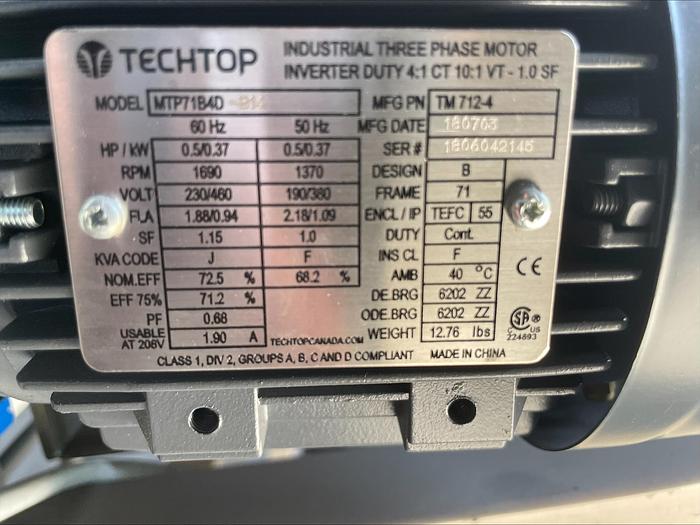 TECHTOP
INDUSTRIAL THREE PHASE MOTOR
INVERTER DUTY 4:1 CT 10:1 VT - 1.0 SF
MODEL MTP71B4D -B14 MFG PN TM 712-4
60 Hz 50 Hz MFG DATE 180703
HP / kW 0.5/0.37 0.5/0.37 SER # 1806042145
RPM 1690 1370 DESIGN B
VOLT 230/460 190/380 FRAME 71
FLA 1.88/0.94 2.18/1.09 ENCL / IP TEFC 55
SF 1.15 1.0 DUTY Cont.
KVA CODE J F INS CL F
NOM.EFF 72.5 % 68.2 % AMB 40 °C CE
EFF 75% 71.2 % DE.BRG 6202 ZZ
PF 0.68 ODE.BRG 6202 ZZ
USABLE AT 208V 1.90 A TECHTOPCANADA.COM WEIGHT 12.76 lbs
SA C US
224893
CLASS 1, DIV 2, GROUPS A, B, C AND D COMPLIANT MADE IN CHINA